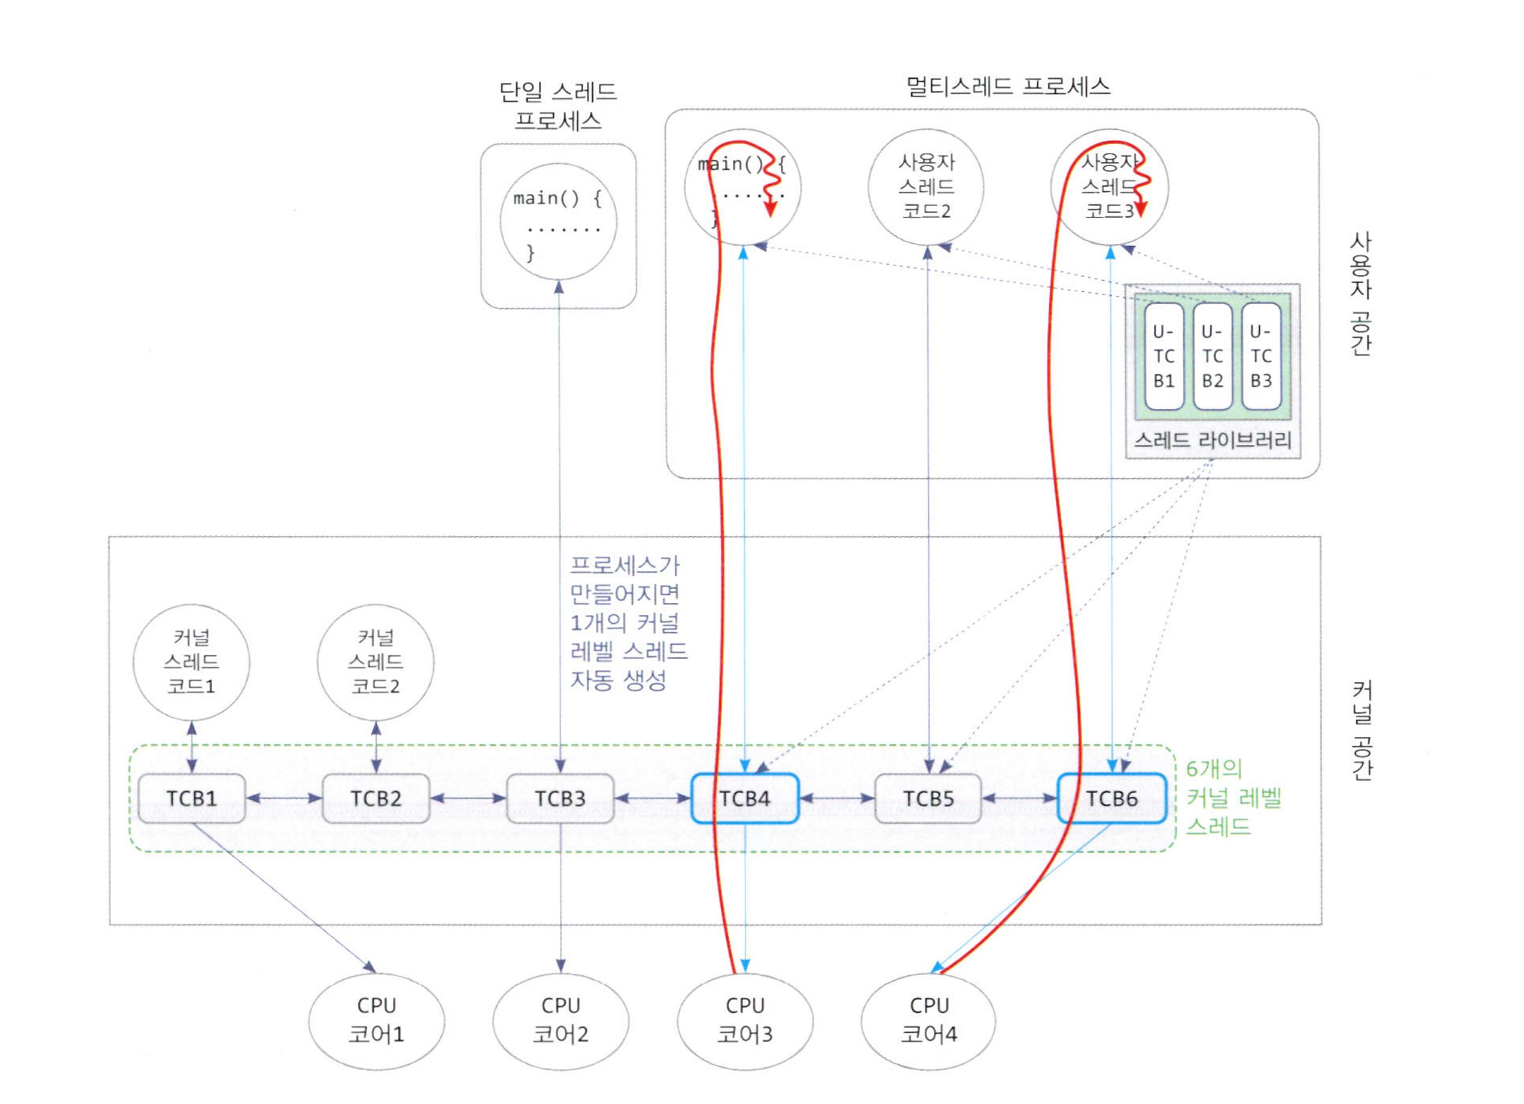 단일 스레드
프로세스
멀티스레드 프로세스
main() {
.......
}
main() {
.......
}
사용자
스레드
코드2
사용자
스레드
코드3
U-
TC
B1
U-
TC
B2
U-
TC
B3
스레드 라이브러리
사용자 공간
프로세스가
만들어지면
1개의 커널
레벨 스레드
자동 생성
커널
스레드
코드1
커널
스레드
코드2
TCB1
TCB2
TCB3
TCB4
TCB5
TCB6
6개의
커널 레벨
스레드
커널 공간
CPU
코어1
CPU
코어2
CPU
코어3
CPU
코어4